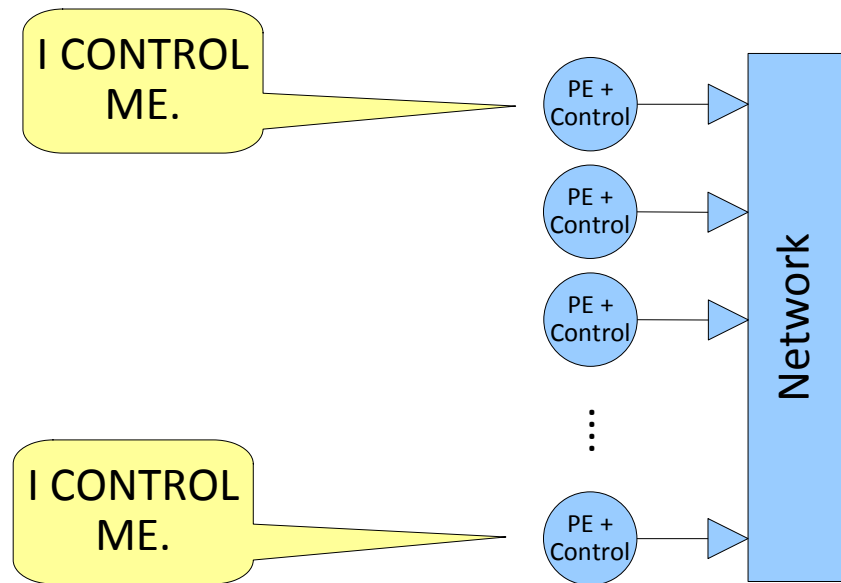 I CONTROL
ME.
PE +
Control
PE +
Control
PE +
Control
Network
I CONTROL
ME.
PE +
Control